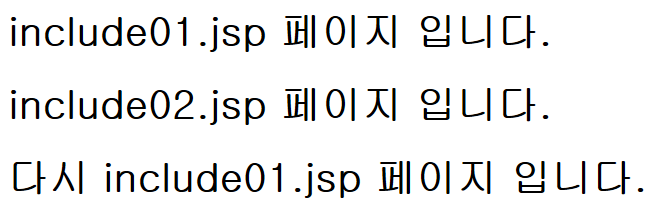 include01.jsp 페이지 입니다.
include02.jsp 페이지 입니다.
다시 include01.jsp 페이지 입니다.